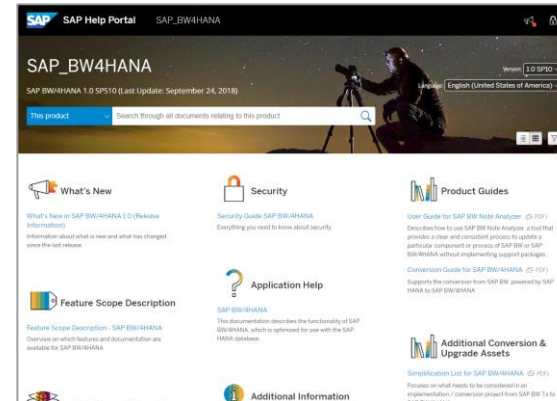 SAP SAP Help Portal SAP_BW4HANA
SAP_BW4HANA
SAP BW/4HANA 1.0 SPS10 (Last Update: September 24, 2018)
Version: 1.0 SP10
Language: English (United States of America)
This product
Search through all documents relating to this product
What's New
What's New in SAP BW/4HANA 1.0 (Release
Information)
Information about what is new and what has changed
since the last release
Feature Scope Description
Feature Scope Description - SAP BW/4HANA
Overview on which features and documentation are
available for SAP BW/4HANA
Security
Security Guide SAP BW/4HANA
Everything you need to know about security
Application Help
SAP BW/4HANA
This documentation describes the functionality of SAP
BW/4HANA, which is optimized for use with the SAP
HANA database
Additional Information
Product Guides
User Guide for SAP BW Note Analyzer (PDF)
Describes how to use SAP BW Note Analyzer, a tool that
provides a clear and consistent process to update a
particular component or process of SAP BW or SAP
BW/4HANA without implementing support packages.
Conversion Guide for SAP BW/4HANA (PDF)
Supports the conversion from SAP BW, powered by SAP
HANA to SAP BW/4HANA
Additional Conversion &
Upgrade Assets
Simplification List for SAP BW/4HANA (PDF)
Focuses on what needs to be considered in an
implementation / conversion project from SAP BW 7.x to